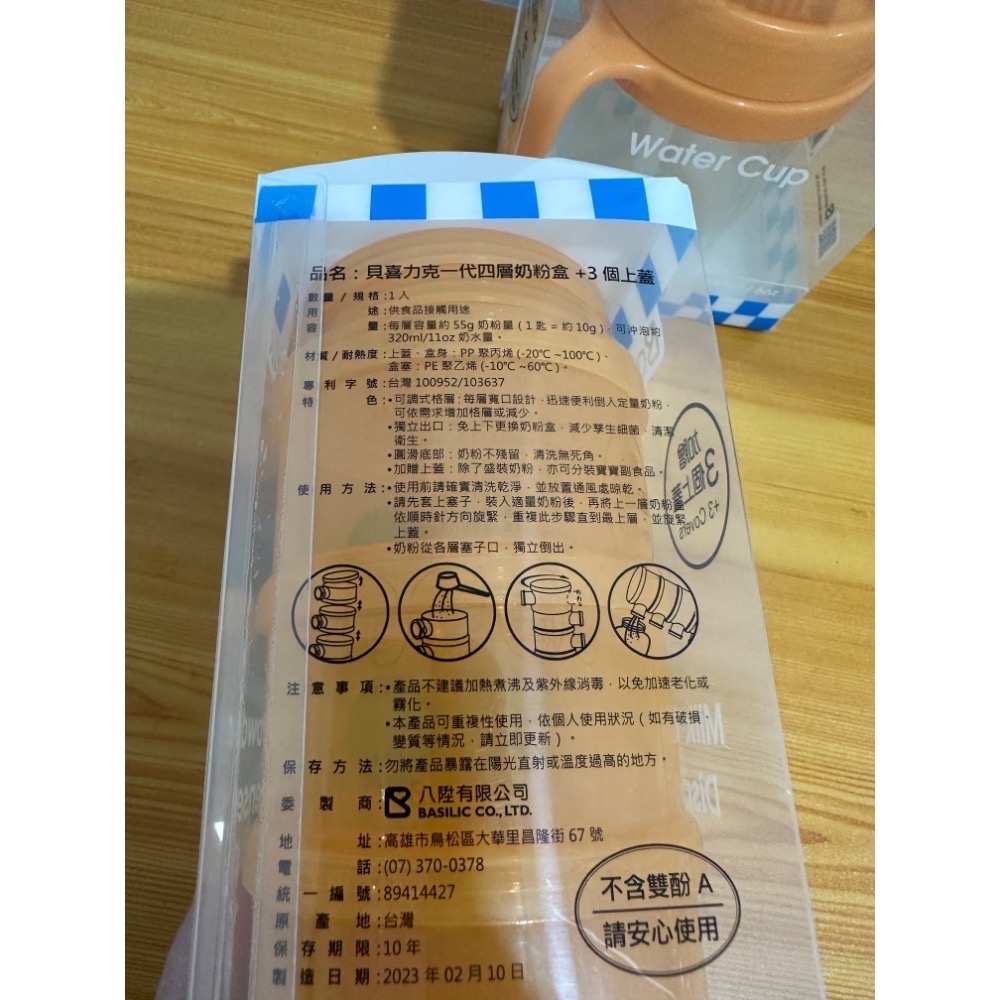 Water Cup
品名：貝喜力克一代四層奶粉盒 +3 個上蓋
數量 / 規格：1 入
用途：供食品接觸用途
容量：每層容量約 55g 奶粉量 ( 1 匙 = 約 10g )，可沖泡約
320ml/11oz 奶水量。
材質 / 耐熱度：上蓋、盒身：PP 聚丙烯 (-20℃ ~100℃ )、
盒塞：PE 聚乙烯 (-10℃ ~60℃ )。
專利字號：台灣 100952/103637
特色：•可調式格層：每層寬口設計，迅速便利倒入定量奶粉，
可依需求增加格層或減少。
•獨立出口：免上下更換奶粉盒，減少孳生細菌，清潔
衛生。
•圓滑底部：奶粉不殘留，清洗無死角。
•加贈上蓋：除了盛裝奶粉，亦可分裝寶寶副食品。
使用方法：•使用前請確實清洗乾淨，並放置通風處晾乾。
•請先套上塞子，裝入適量奶粉後，再將上一層奶粉盒
依順時針方向旋緊，重複此步驟直到最上層，並旋緊
上蓋。
•奶粉從各層塞子口，獨立倒出。
加贈
3個上蓋
+3 Covers
注意事項：•產品不建議加熱煮沸及紫外線消毒，以免加速老化或
霧化。
•本產品可重複性使用，依個人使用狀況 ( 如有破損、
變質等情況，請立即更新 )。
保存方法：勿將產品暴露在陽光直射或溫度過高的地方。
委製商：八陞有限公司
BASILIC CO., LTD.
地址：高雄市鳥松區大華里昌隆街 67 號
電話：(07) 370-0378
統一編號：89414427
原產地：台灣
保存期限：10 年
製造日期：2023 年 02 月 10 日
不含雙酚 A
請安心使用